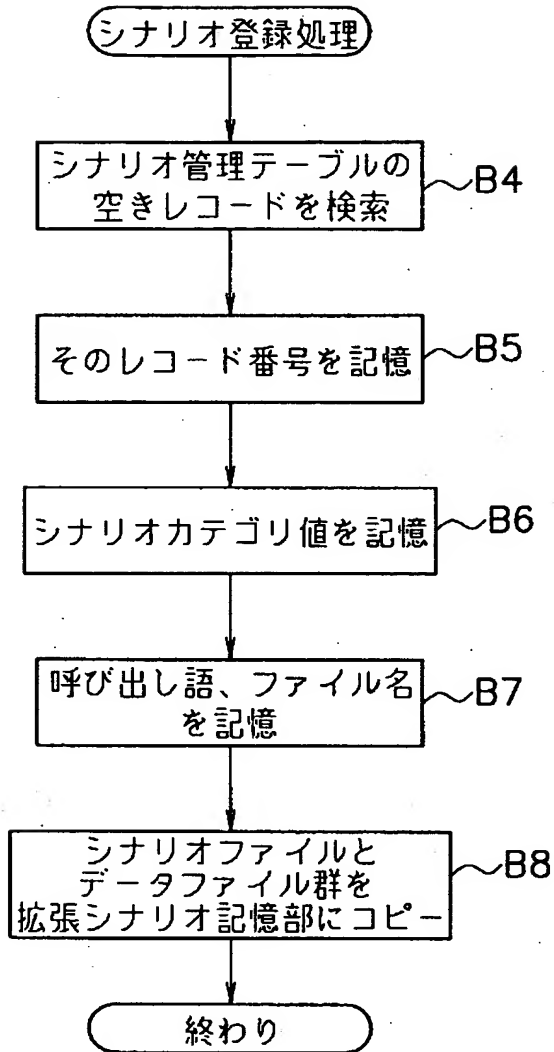 シナリオ登録処理
シナリオ管理テーブルの
空きレコードを検索
B4
そのレコード番号を記憶
B5
シナリオカテゴリ値を記憶
B6
呼び出し語、ファイル名
を記憶
B7
シナリオファイルと
データファイル群を
拡張シナリオ記憶部にコピー
B8
終わり